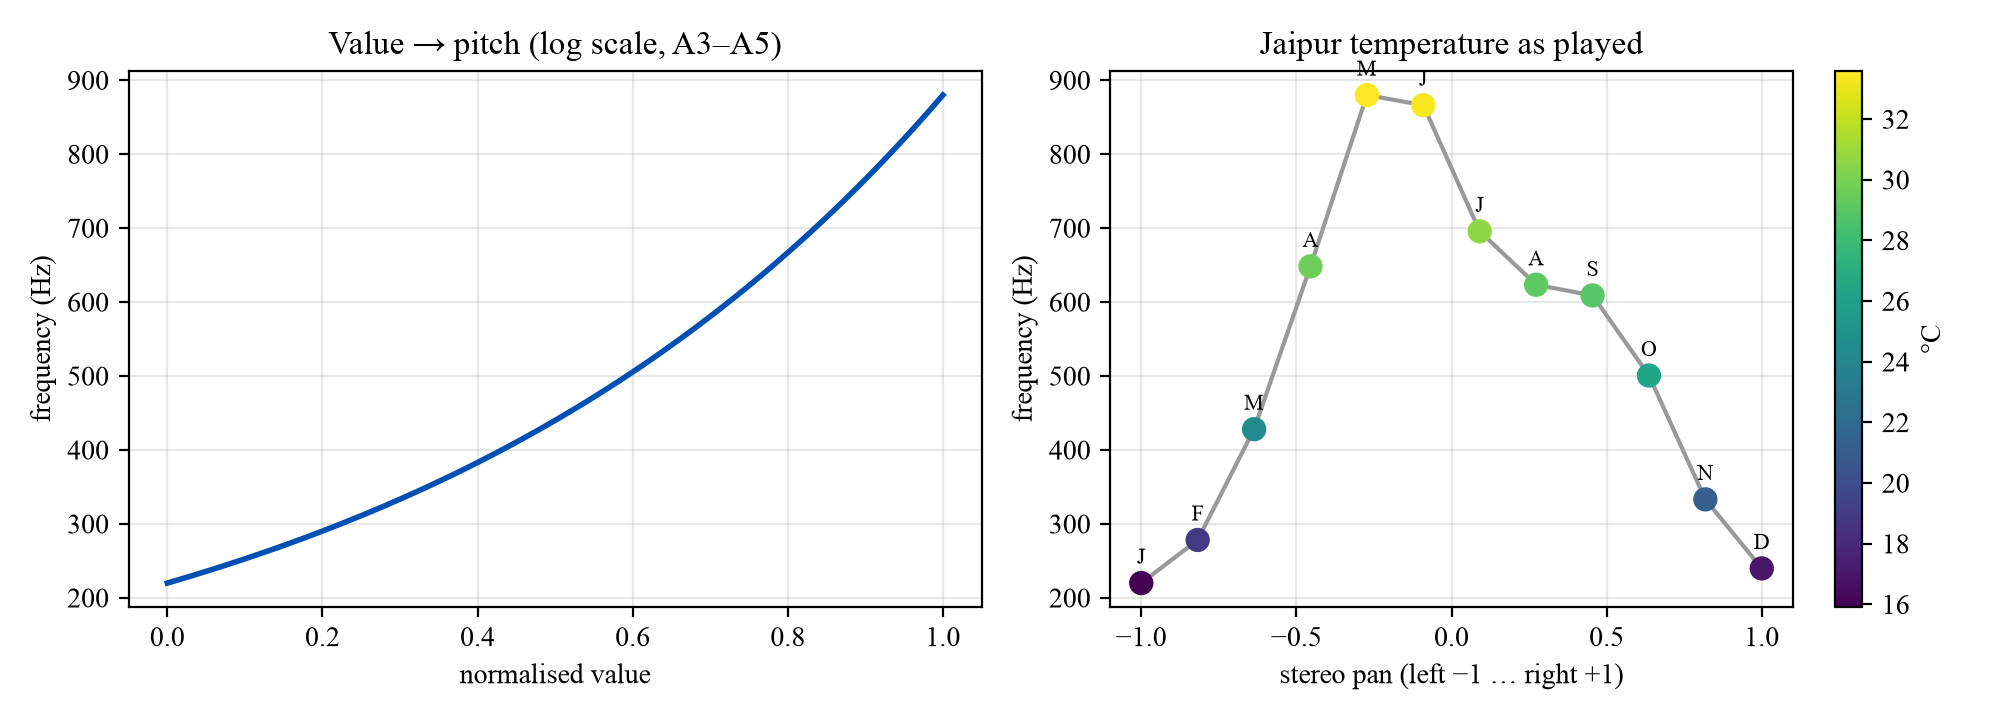 Value → pitch (log scale, A3–A5)
frequency (Hz)
900
800
700
600
500
400
300
200
0.0 0.2 0.4 0.6 0.8 1.0
normalised value
Jaipur temperature as played
frequency (Hz)
900
800
700
600
500
400
300
200
J
F
M
A
M
J
J
A
S
O
N
D
−1.0 −0.5 0.0 0.5 1.0
stereo pan (left −1 … right +1)
32
30
28
26
24
22
20
18
16
°C